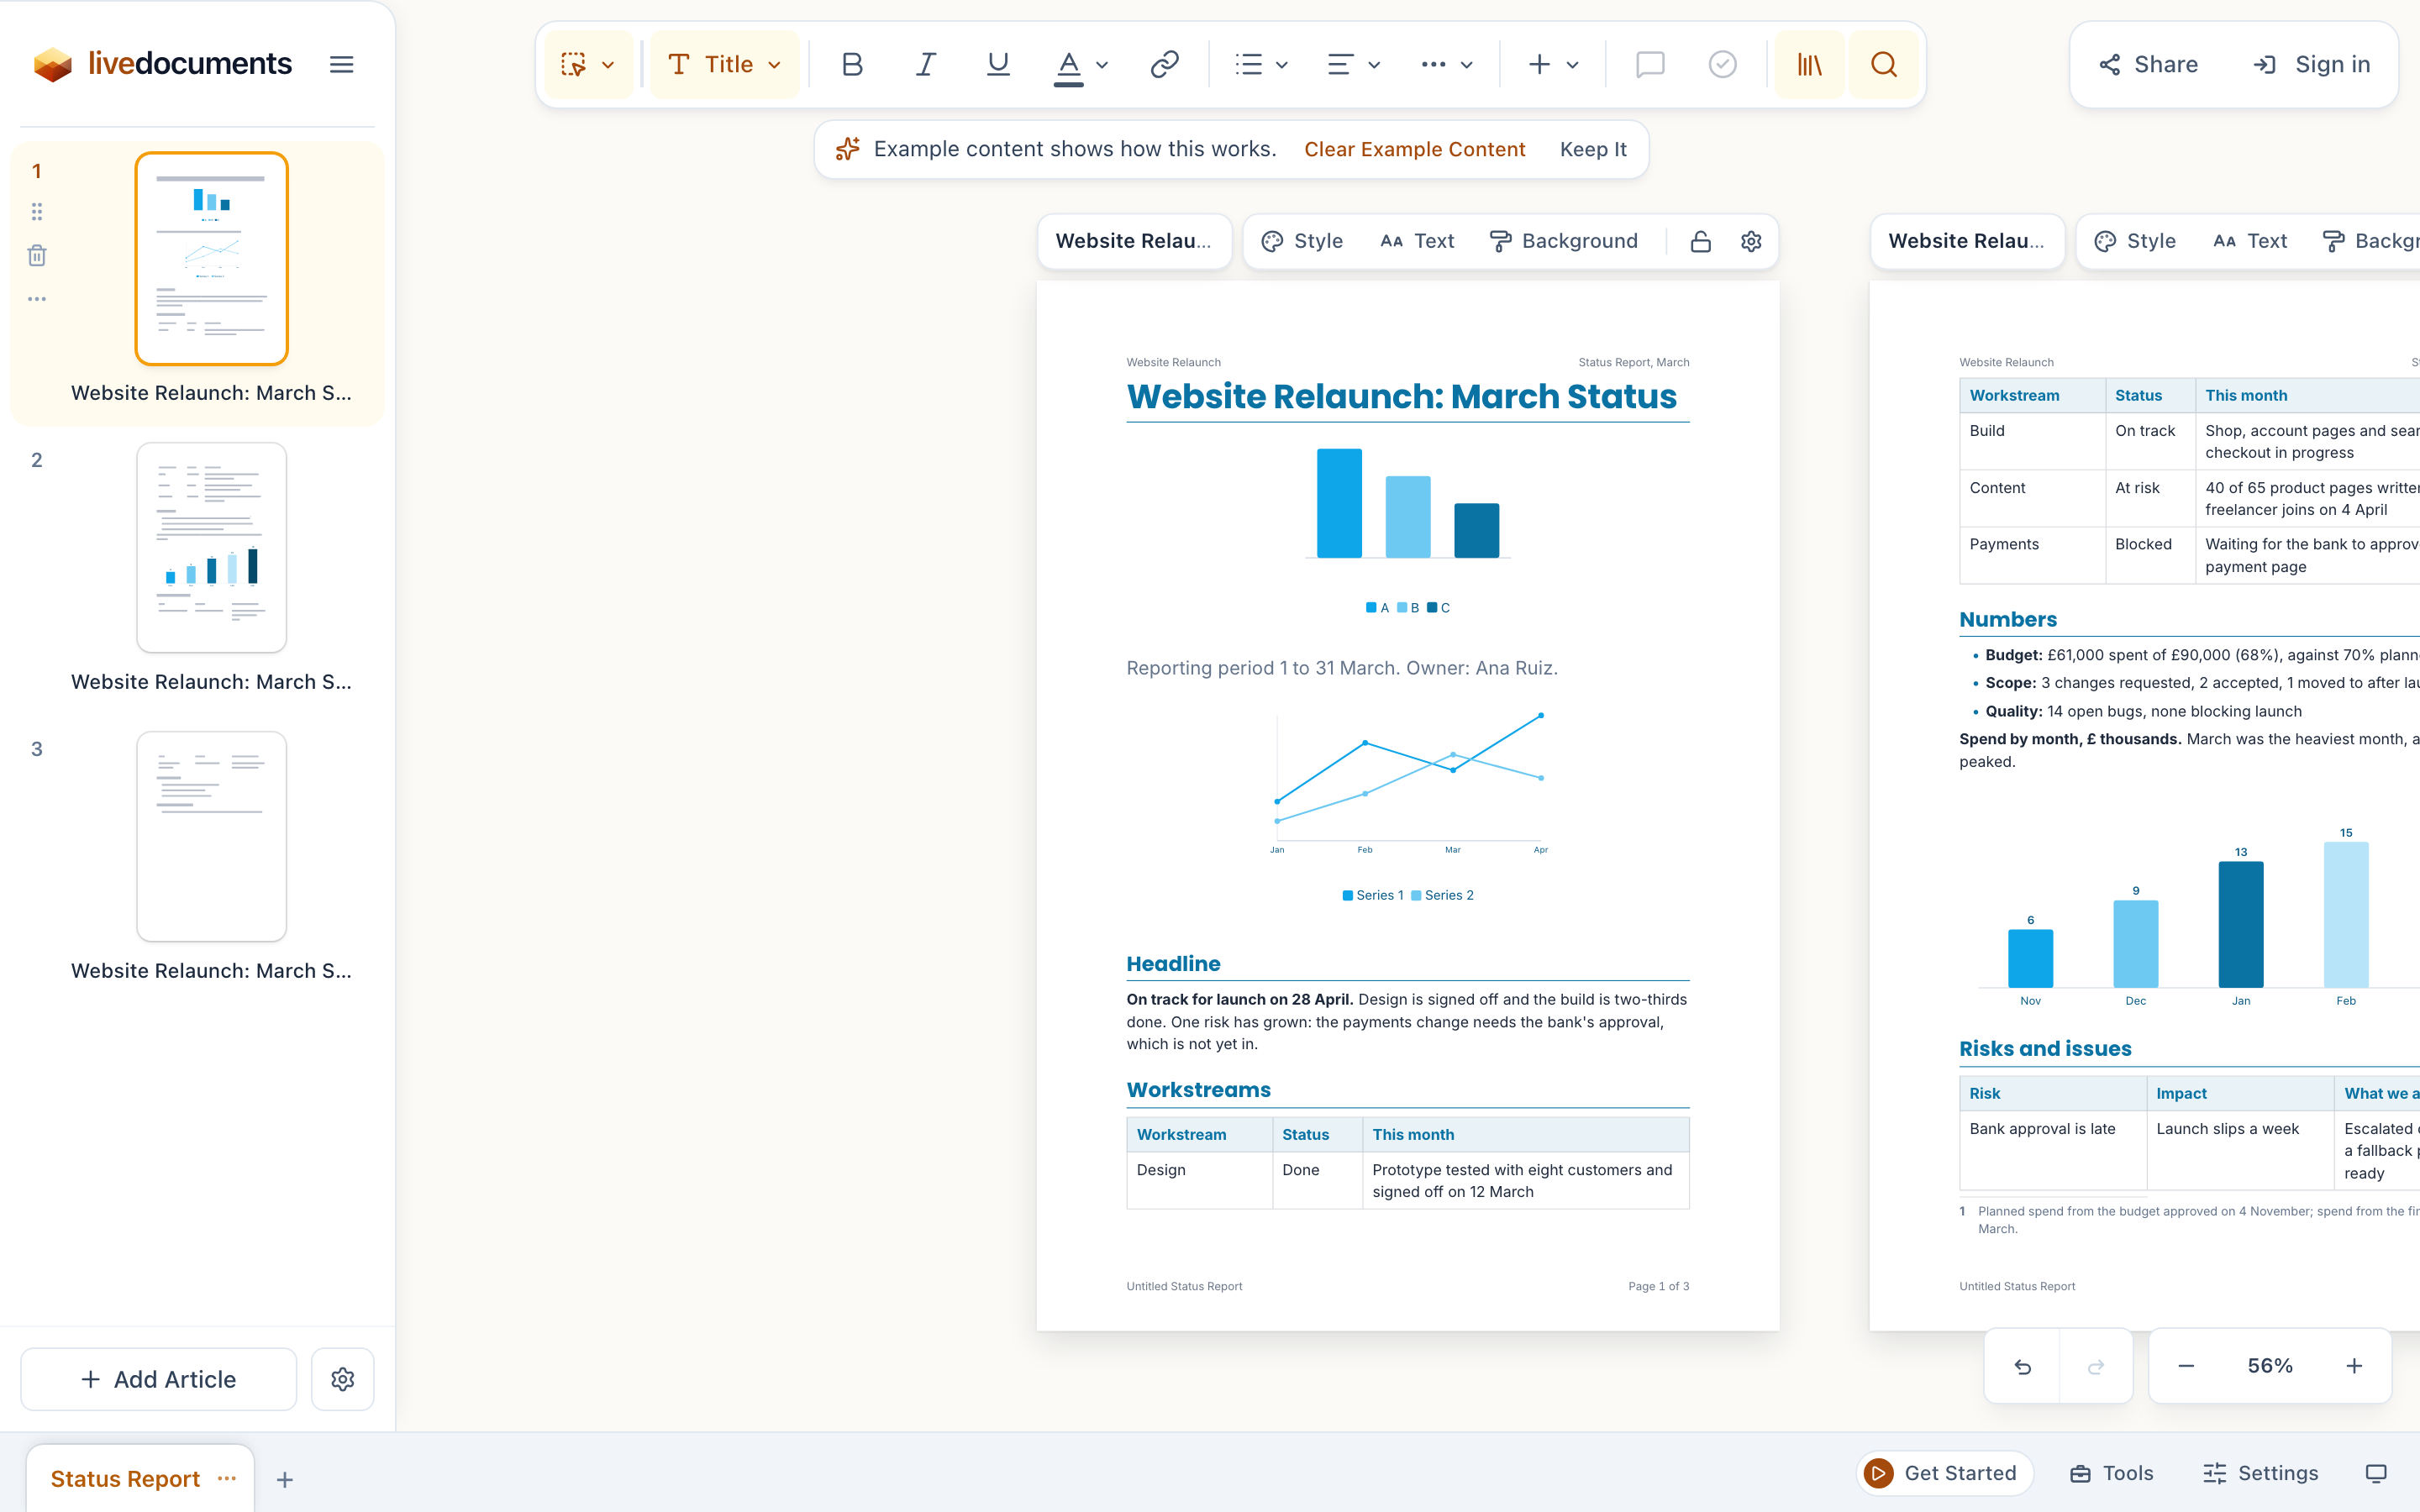 livedocuments
Title
Share
Sign in
Example content shows how this works. Clear Example Content Keep It
1
Website Relaunch: March S...
2
Website Relaunch: March S...
3
Website Relaunch: March S...
Add Article
Website Relau...
Style
Text
Background
Website Relaunch
Status Report, March
Website Relaunch: March Status
A B C
Reporting period 1 to 31 March. Owner: Ana Ruiz.
Jan Feb Mar Apr
Series 1 Series 2
Headline
On track for launch on 28 April. Design is signed off and the build is two-thirds
done. One risk has grown: the payments change needs the bank's approval,
which is not yet in.
Workstreams
Workstream Status This month
Design Done Prototype tested with eight customers and
signed off on 12 March
Untitled Status Report
Page 1 of 3
Website Relau...
Style
Text
Backgr
Website Relaunch
S
Workstream Status This month
Build On track Shop, account pages and sear
checkout in progress
Content At risk 40 of 65 product pages writte
freelancer joins on 4 April
Payments Blocked Waiting for the bank to approv
payment page
Numbers
• Budget: £61,000 spent of £90,000 (68%), against 70% plann
• Scope: 3 changes requested, 2 accepted, 1 moved to after lau
• Quality: 14 open bugs, none blocking launch
Spend by month, £ thousands. March was the heaviest month, a
peaked.
6 9 13 15
Nov Dec Jan Feb
Risks and issues
Risk Impact What we a
Bank approval is late Launch slips a week Escalated
a fallback
ready
1 Planned spend from the budget approved on 4 November; spend from the fi
March.
Untitled Status Report
56%
Status Report
Get Started
Tools
Settings